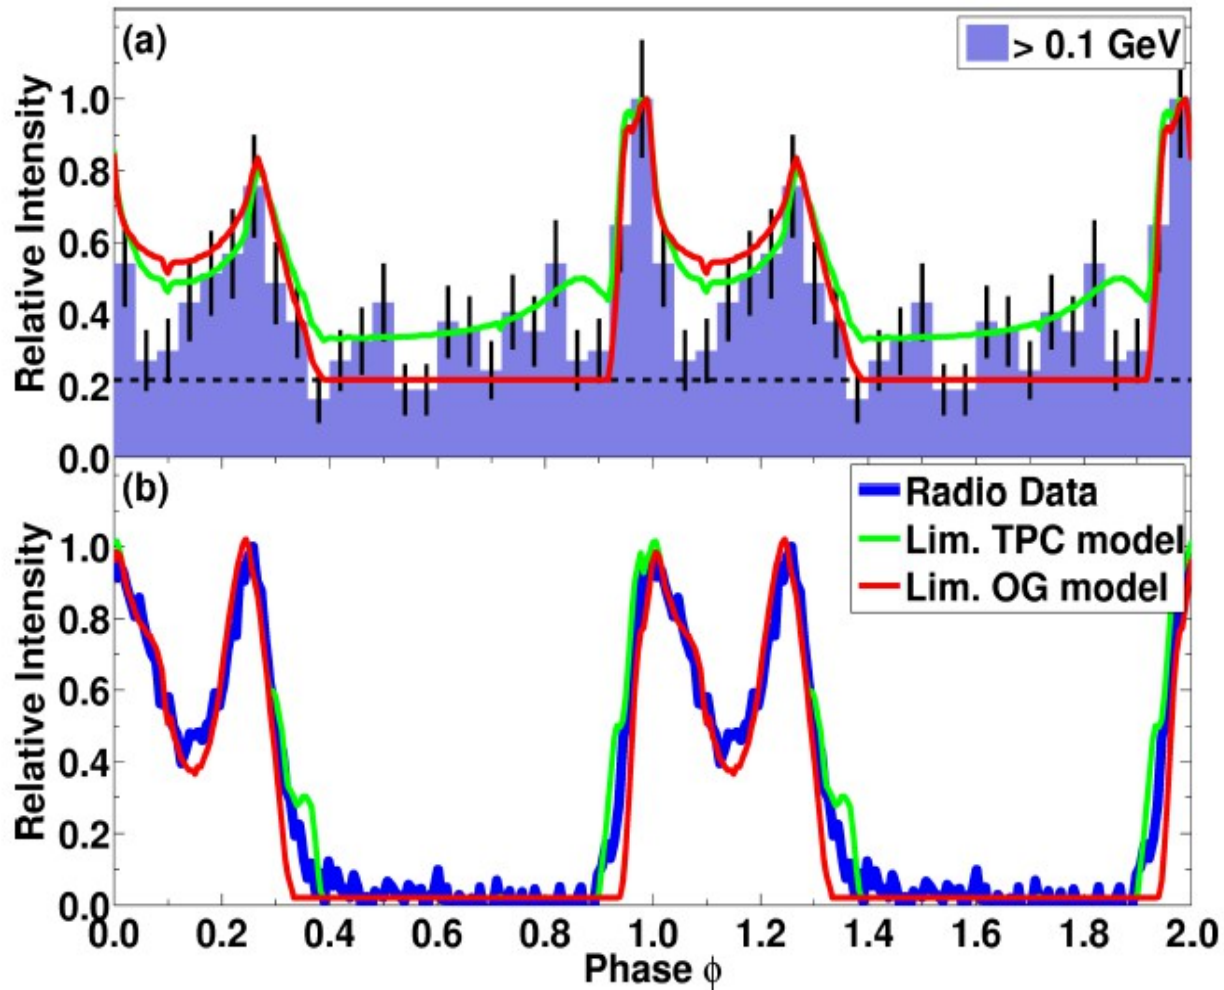 (a)
> 0.1 GeV
Relative Intensity
1.0
0.8
0.6
0.4
0.2
0.0
(b)
Radio Data
Lim. TPC model
Lim. OG model
Relative Intensity
1.0
0.8
0.6
0.4
0.2
0.0
0.0 0.2 0.4 0.6 0.8 1.0 1.2 1.4 1.6 1.8 2.0
Phase ϕ